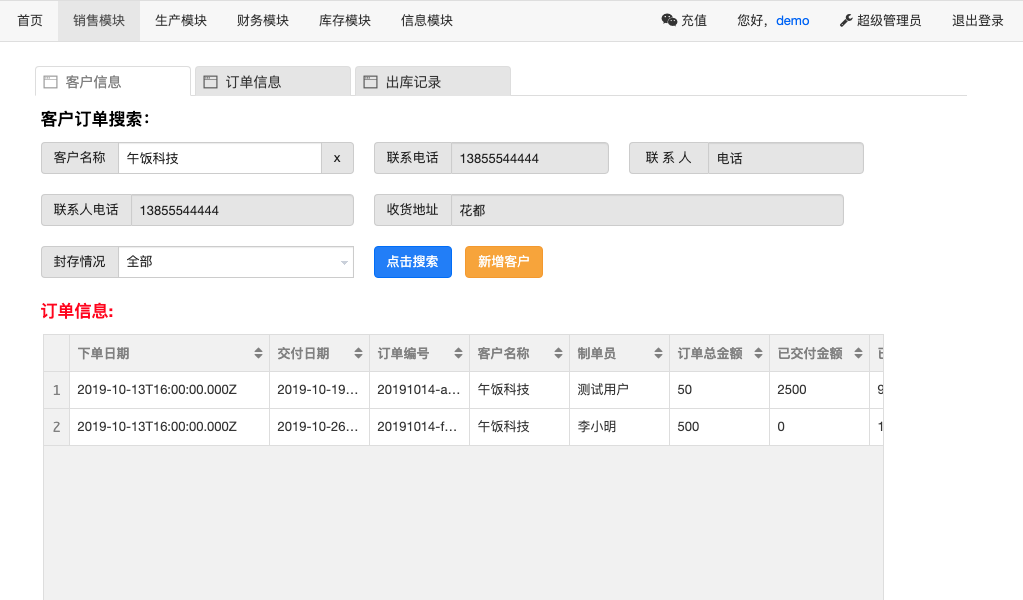 首页 销售模块 生产模块 财务模块 库存模块 信息模块 充值 您好，demo 超级管理员 退出登录
客户信息 订单信息 出库记录
客户订单搜索：
客户名称 午饭科技 x 联系电话 13855544444 联 系 人 电话
联系人电话 13855544444 收货地址 花都
封存情况 全部 点击搜索 新增客户
订单信息:
下单日期 交付日期 订单编号 客户名称 制单员 订单总金额 已交付金额
1 2019-10-13T16:00:00.000Z 2019-10-19... 20191014-a... 午饭科技 测试用户 50 2500 9
2 2019-10-13T16:00:00.000Z 2019-10-26... 20191014-f... 午饭科技 李小明 500 0 1